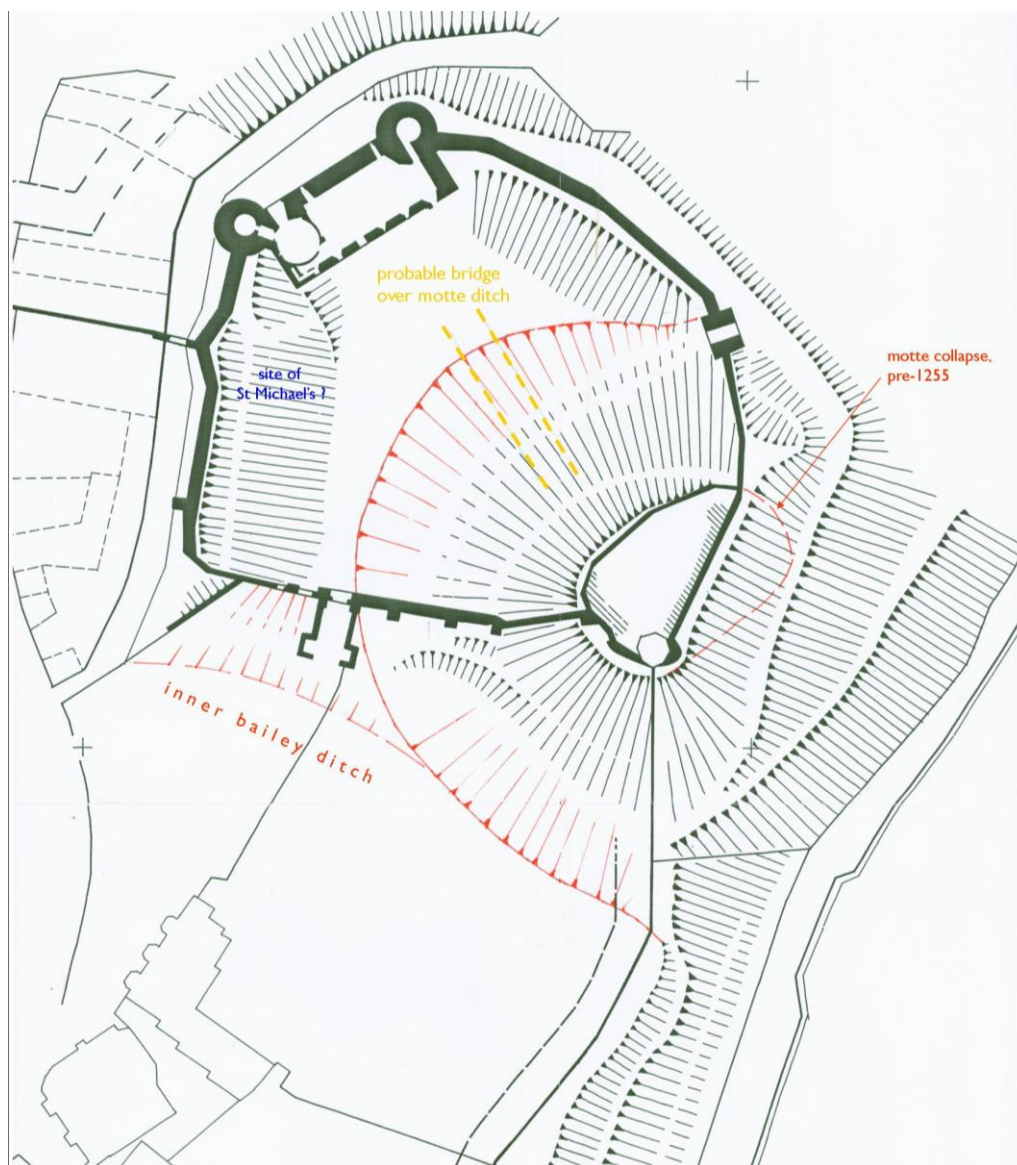 probable bridge
over motte ditch
motte collapse,
pre-1255
site of
St Michael's ?
inner bailey ditch